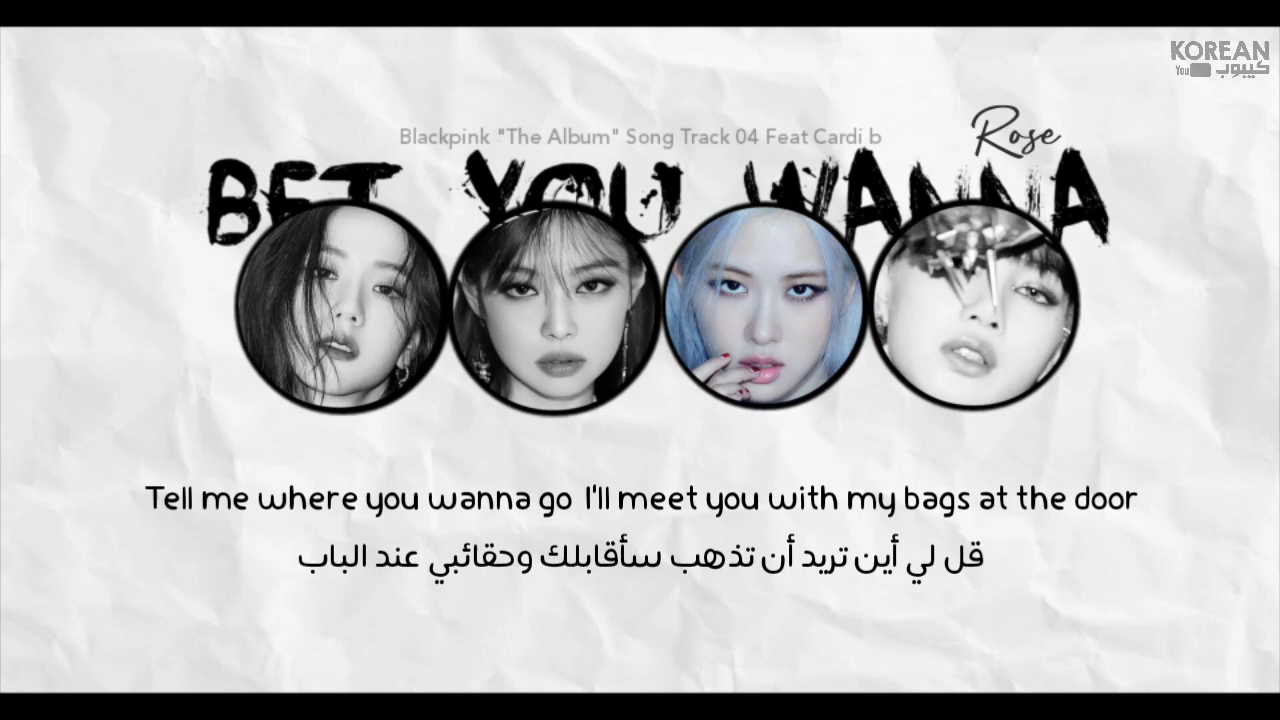 KOREAN
You كيبوب
Rose
Blackpink "The Album" Song Track 04 Feat Cardi b
BET YOU WANNA
Tell me where you wanna go I'll meet you with my bags at the door
قل لي أين تريد أن تذهب سأقابلك وحقائبي عند الباب